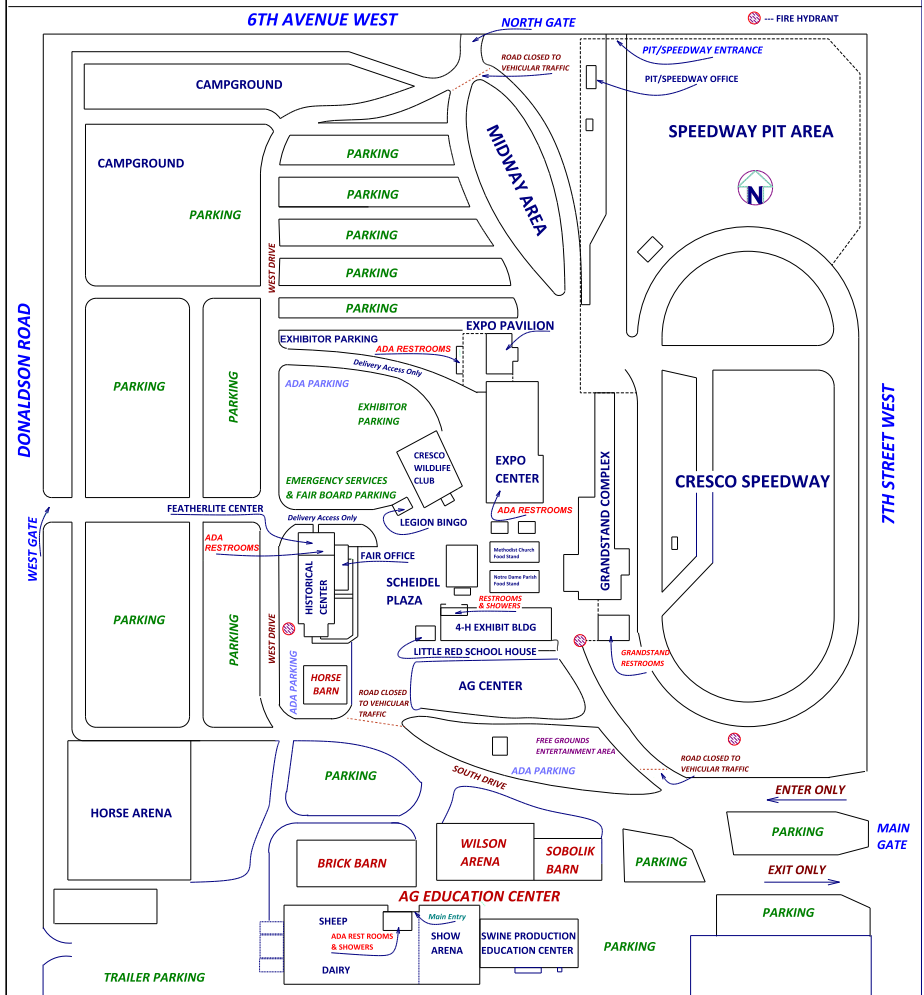 6TH AVENUE WEST
NORTH GATE
--- FIRE HYDRANT
ROAD CLOSED TO
VEHICULAR TRAFFIC
PIT/SPEEDWAY ENTRANCE
PIT/SPEEDWAY OFFICE
CAMPGROUND
SPEEDWAY PIT AREA
MIDWAY AREA
N
CAMPGROUND
PARKING
PARKING
PARKING
PARKING
PARKING
PARKING
WEST DRIVE
EXHIBITOR PARKING
EXPO PAVILION
ADA RESTROOMS
Delivery Access Only
DONALDSON ROAD
PARKING
PARKING
ADA PARKING
EXHIBITOR
PARKING
7TH STREET WEST
CRESCO
WILDLIFE
CLUB
EXPO
CENTER
GRANDSTAND COMPLEX
CRESCO SPEEDWAY
EMERGENCY SERVICES
& FAIR BOARD PARKING
FEATHERLITE CENTER
Delivery Access Only
LEGION BINGO
ADA RESTROOMS
WEST GATE
ADA
RESTROOMS
FAIR OFFICE
Methodist Church
Food Stand
Notre Dame Parish
Food Stand
HISTORICAL
CENTER
SCHEIDEL
PLAZA
RESTROOMS
& SHOWERS
4-H EXHIBIT BLDG
LITTLE RED SCHOOL HOUSE
GRANDSTAND
RESTROOMS
PARKING
PARKING
WEST DRIVE
ADA PARKING
HORSE
BARN
ROAD CLOSED
TO VEHICULAR
TRAFFIC
AG CENTER
FREE GROUNDS
ENTERTAINMENT AREA
ADA PARKING
SOUTH DRIVE
ROAD CLOSED TO
VEHICULAR TRAFFIC
PARKING
HORSE ARENA
ENTER ONLY
PARKING
MAIN
GATE
EXIT ONLY
BRICK BARN
WILSON
ARENA
SOBOLIK
BARN
PARKING
AG EDUCATION CENTER
PARKING
SHEEP
Main Entry
ADA REST ROOMS
& SHOWERS
SHOW
ARENA
SWINE PRODUCTION
EDUCATION CENTER
PARKING
DAIRY
TRAILER PARKING